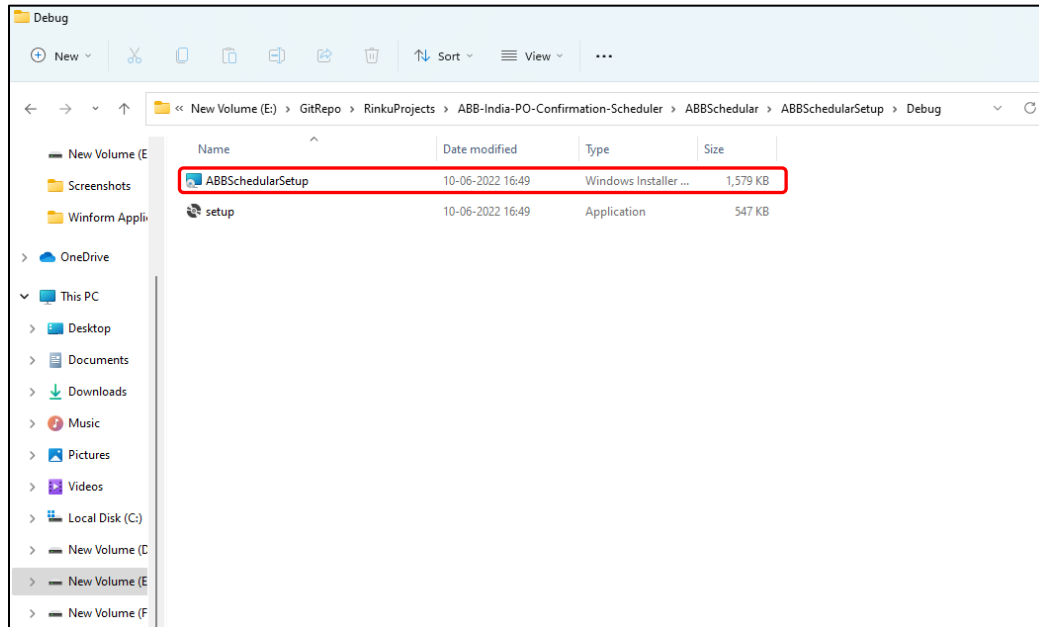 Debug
New
Sort
View
« New Volume (E:) > GitRepo > RinkuProjects > ABB-India-PO-Confirmation-Scheduler > ABBSchedular > ABBSchedularSetup > Debug
Name Date modified Type Size
ABBSchedularSetup 10-06-2022 16:49 Windows Installer ... 1,579 KB
setup 10-06-2022 16:49 Application 547 KB
New Volume (E
Screenshots
Winform Appli
OneDrive
This PC
Desktop
Documents
Downloads
Music
Pictures
Videos
Local Disk (C:)
New Volume (D
New Volume (E
New Volume (F